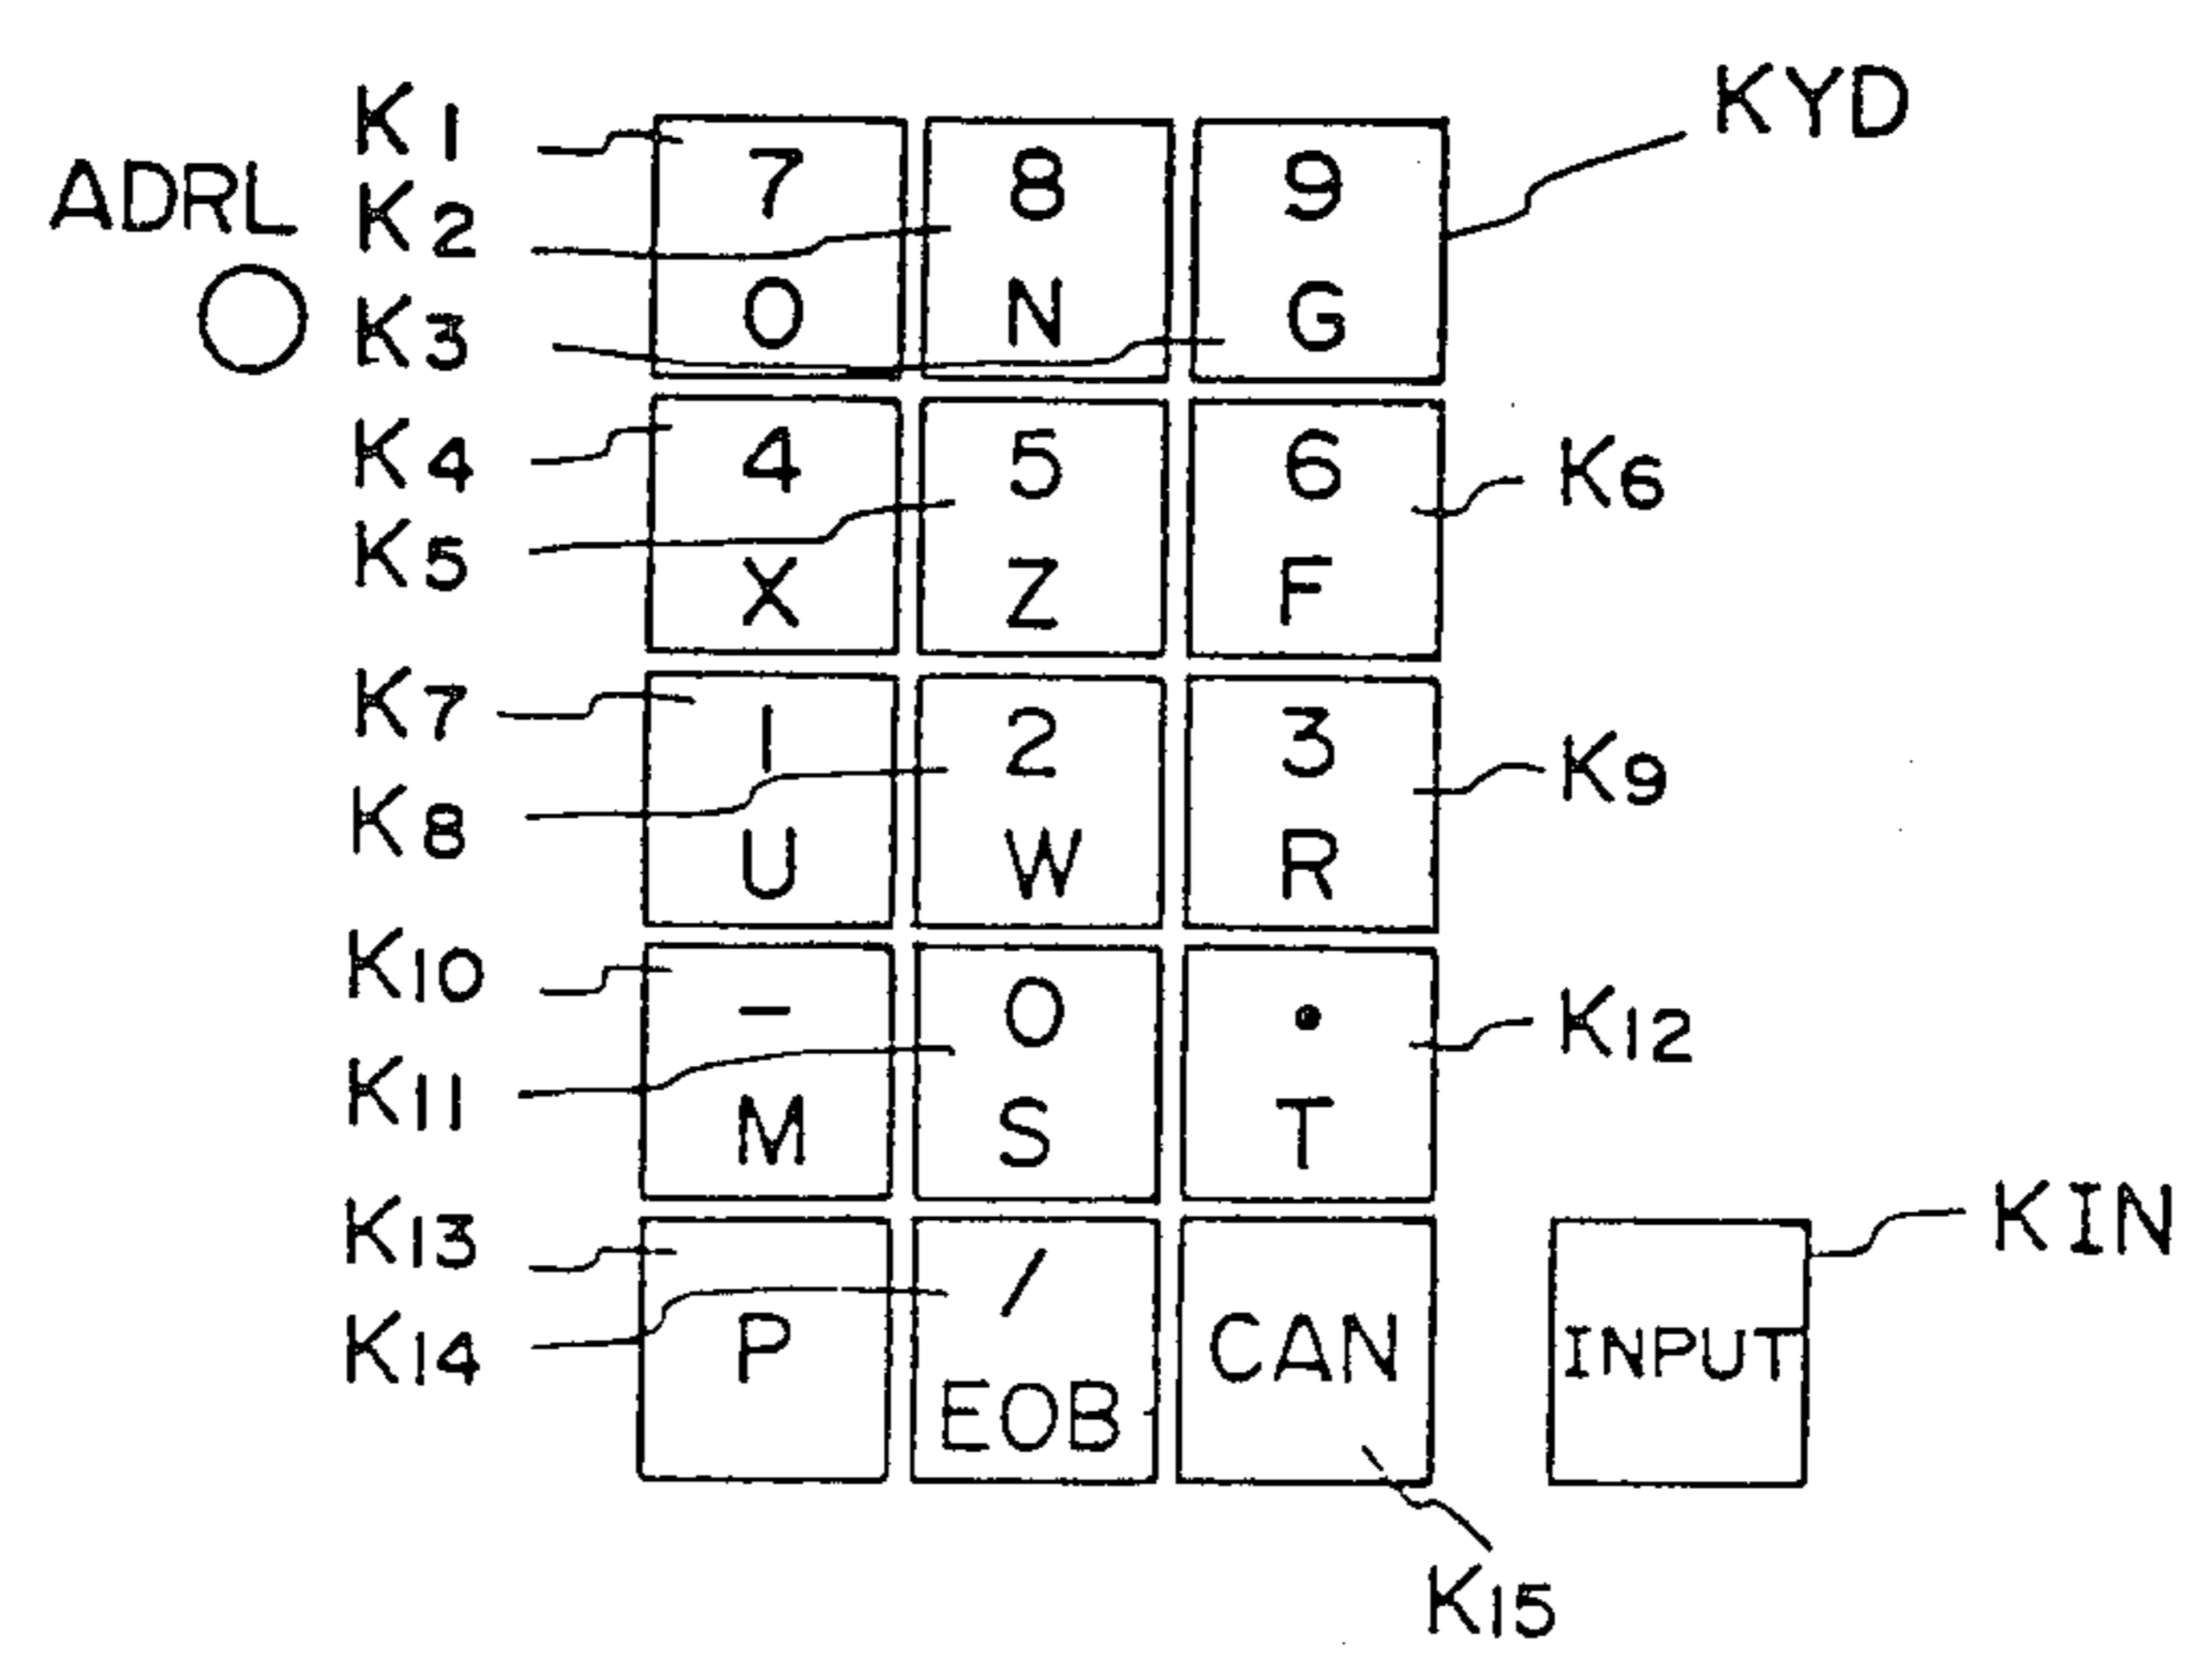 K1
KYD
ADRL
K2
K3
7 8 9
O N G
K4
K5
K6
4 5 6
X Z F
K7
K8
K9
1 2 3
U W R
K10
K11
K12
- 0 •
M S T
K13
K14
KIN
/
P CAN INPUT
EOB
K15